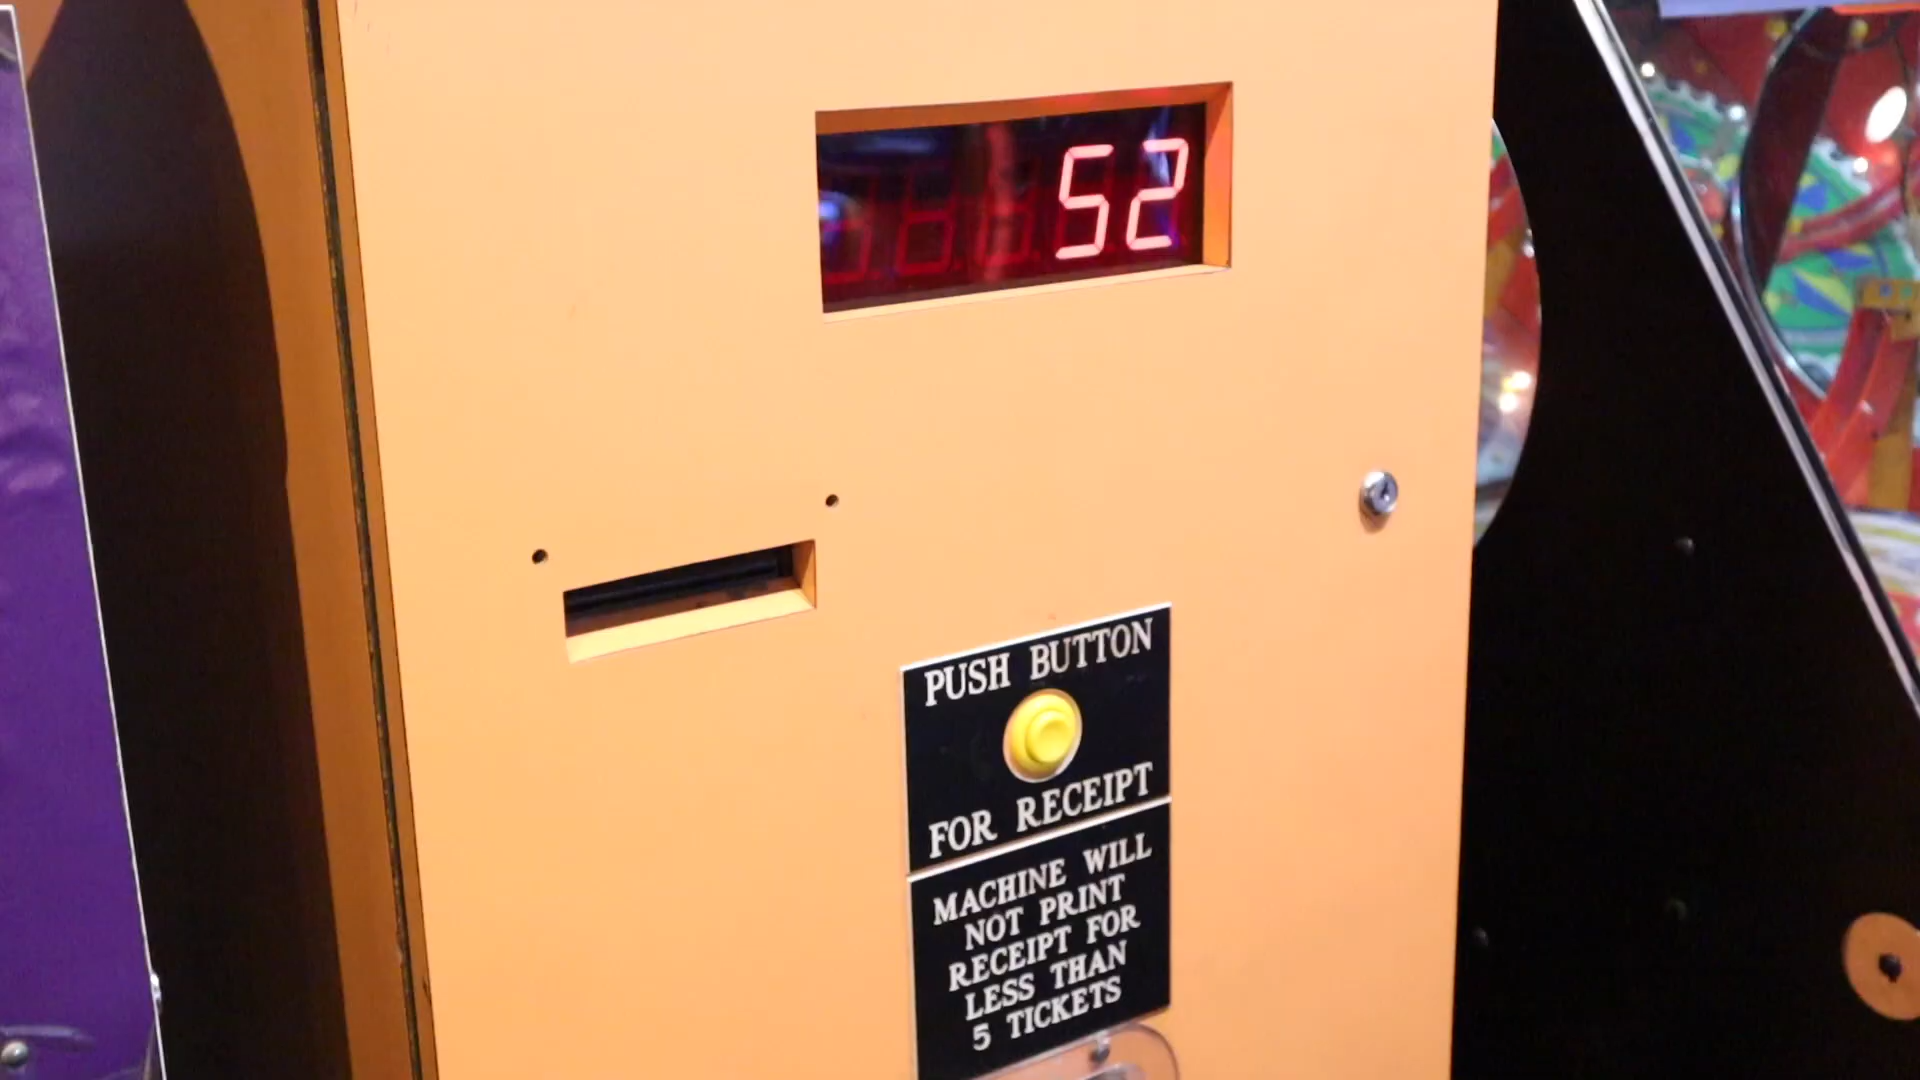 52
PUSH BUTTON
FOR RECEIPT
MACHINE WILL
NOT PRINT
RECEIPT FOR
LESS THAN
5 TICKETS